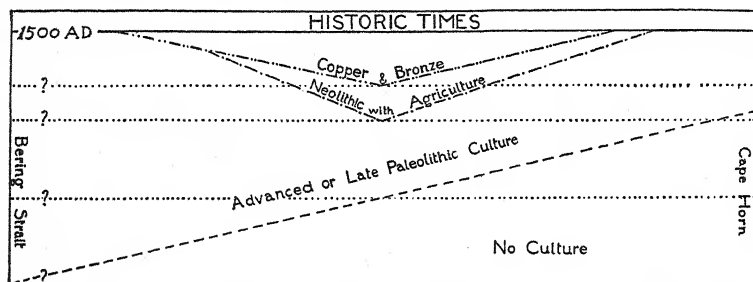 HISTORIC TIMES
1500 AD
Copper & Bronze
?
Neolithic with Agriculture
?
Advanced or Late Paleolithic Culture
?
No Culture
?
Bering Strait
Cape Horn